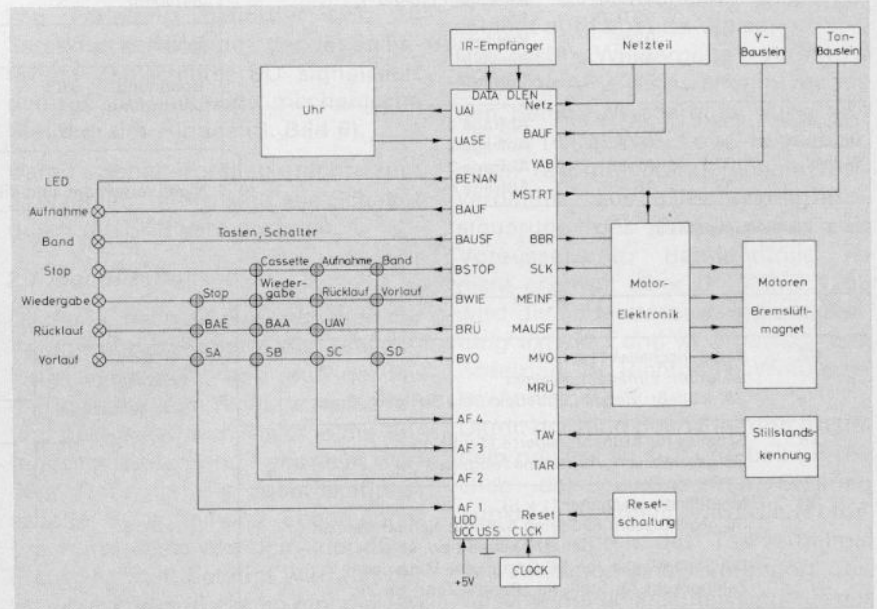 IR-Empfänger
Netzteil
Y-
Baustein
Ton-
Baustein
Uhr
DATA DLEN
UAI
UASE
BENAN
BAUF
BAUSF
BSTOP
BWIE
BRÜ
BVO
AF 4
AF 3
AF 2
AF 1
UDD
UCC USS CLCK
+5V
CLOCK
Netz
BAUF
YAB
MSTRT
BBR
SLK
MEINF
MAUSF
MVO
MRÜ
TAV
TAR
Reset
Motor-
Elektronik
Motoren
Bremslüft-
magnet
Stillstands-
kennung
Reset-
schaltung
LED
Aufnahme
Band
Stop
Wiedergabe
Rücklauf
Vorlauf
Tasten, Schalter
Cassette Aufnahme Band
Stop Wieder-
gabe Rücklauf Vorlauf
BAE BAA UAV
SA SB SC SD